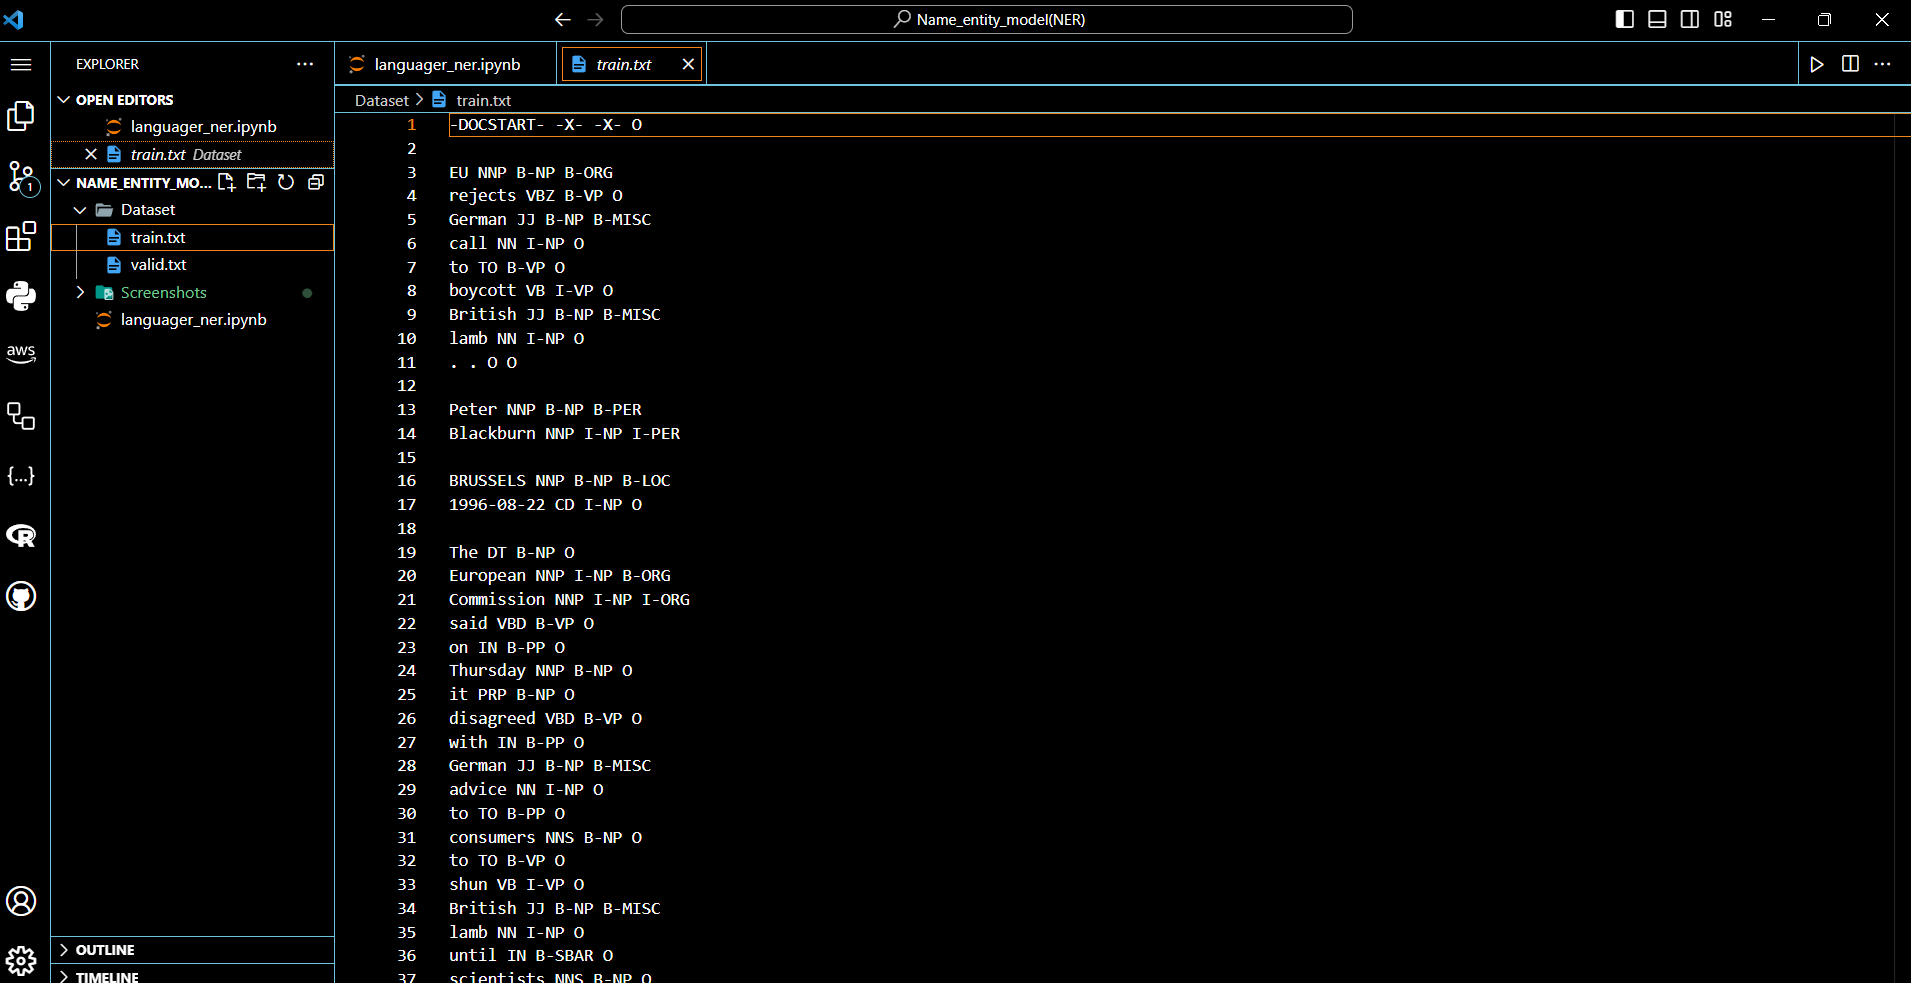 Name_entity_model(NER)
EXPLORER
OPEN EDITORS
languager_ner.ipynb
train.txt Dataset
NAME_ENTITY_MO...
Dataset
train.txt
valid.txt
Screenshots
languager_ner.ipynb
OUTLINE
TIMELINE
1
aws
{...}
R
languager_ner.ipynb
train.txt
Dataset > train.txt
1 -DOCSTART- -X- -X- O
2
3 EU NNP B-NP B-ORG
4 rejects VBZ B-VP O
5 German JJ B-NP B-MISC
6 call NN I-NP O
7 to TO B-VP O
8 boycott VB I-VP O
9 British JJ B-NP B-MISC
10 lamb NN I-NP O
11 . . O O
12
13 Peter NNP B-NP B-PER
14 Blackburn NNP I-NP I-PER
15
16 BRUSSELS NNP B-NP B-LOC
17 1996-08-22 CD I-NP O
18
19 The DT B-NP O
20 European NNP I-NP B-ORG
21 Commission NNP I-NP I-ORG
22 said VBD B-VP O
23 on IN B-PP O
24 Thursday NNP B-NP O
25 it PRP B-NP O
26 disagreed VBD B-VP O
27 with IN B-PP O
28 German JJ B-NP B-MISC
29 advice NN I-NP O
30 to TO B-PP O
31 consumers NNS B-NP O
32 to TO B-VP O
33 shun VB I-VP O
34 British JJ B-NP B-MISC
35 lamb NN I-NP O
36 until IN B-SBAR O
37 scientists NNS B-NP O